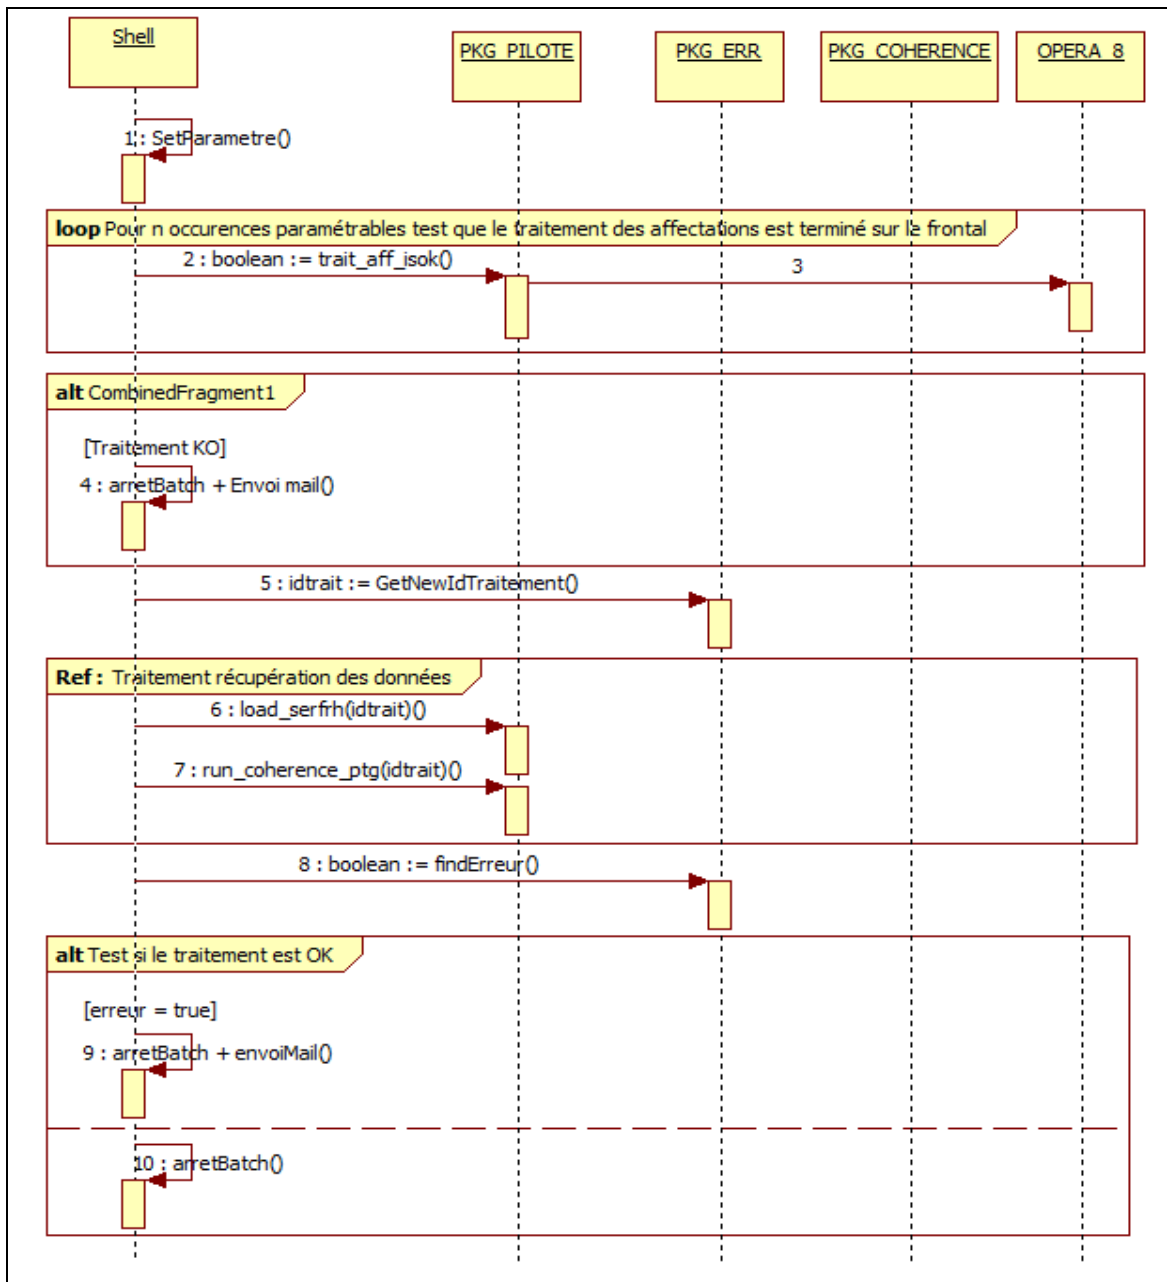 Shell
PKG_PILOTE
PKG_ERR
PKG_COHERENCE
OPERA_8
1 : SetParametre()
loop Pour n occurences paramétrables test que le traitement des affectations est terminé sur le frontal
2 : boolean := trait_aff_isok()
3
alt CombinedFragment1
[Traitement KO]
4 : arretBatch + Envoi mail()
5 : idtrait := GetNewIdTraitement()
Ref : Traitement récupération des données
6 : load_serfrh(idtrait)()
7 : run_coherence_ptg(idtrait)()
8 : boolean := findErreur()
alt Test si le traitement est OK
[erreur = true]
9 : arretBatch + envoiMail()
10 : arretBatch()